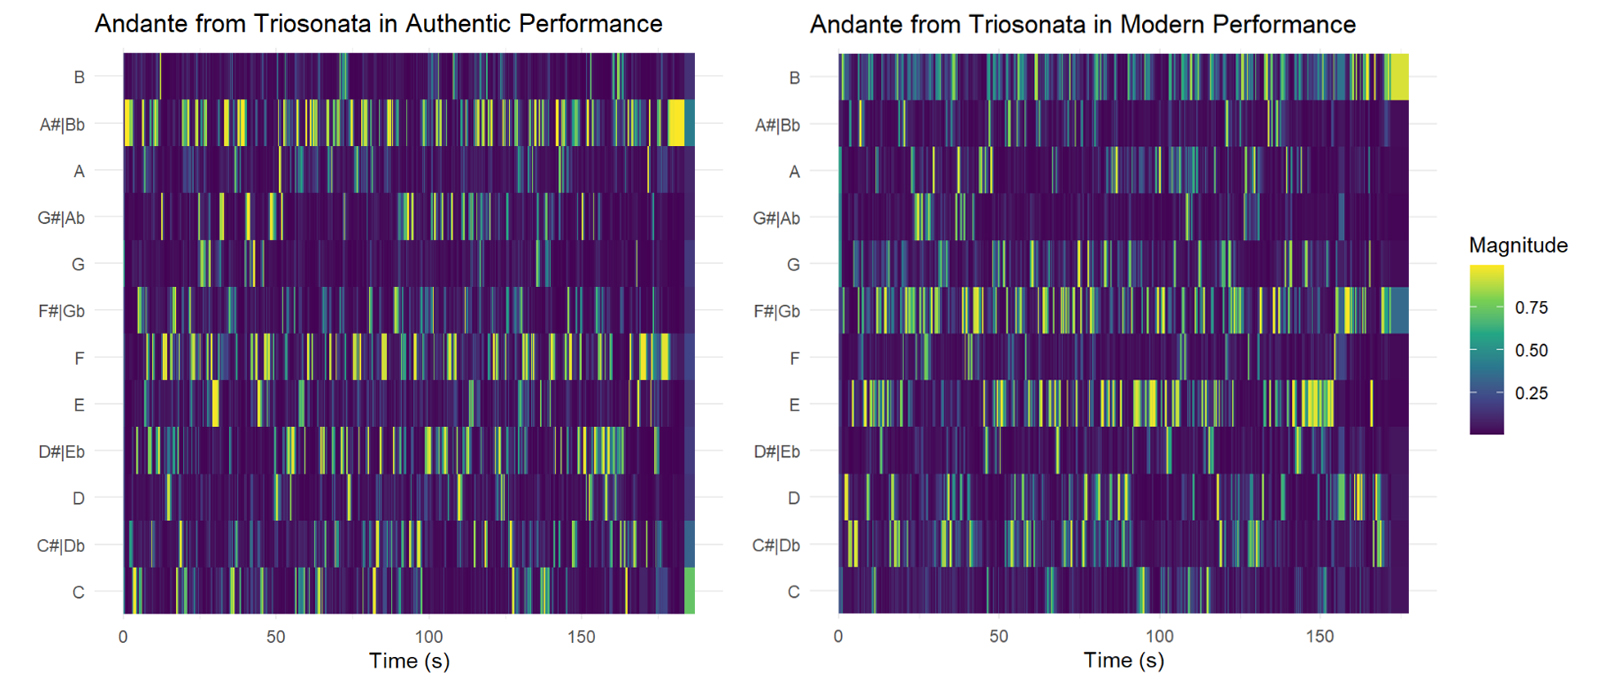 Andante from Triosonata in Authentic Performance
B
A#|Bb
A
G#|Ab
G
F#|Gb
F
E
D#|Eb
D
C#|Db
C
0 50 100 150
Time (s)
Andante from Triosonata in Modern Performance
B
A#|Bb
A
G#|Ab
G
F#|Gb
F
E
D#|Eb
D
C#|Db
C
0 50 100 150
Time (s)
Magnitude
0.75
0.50
0.25